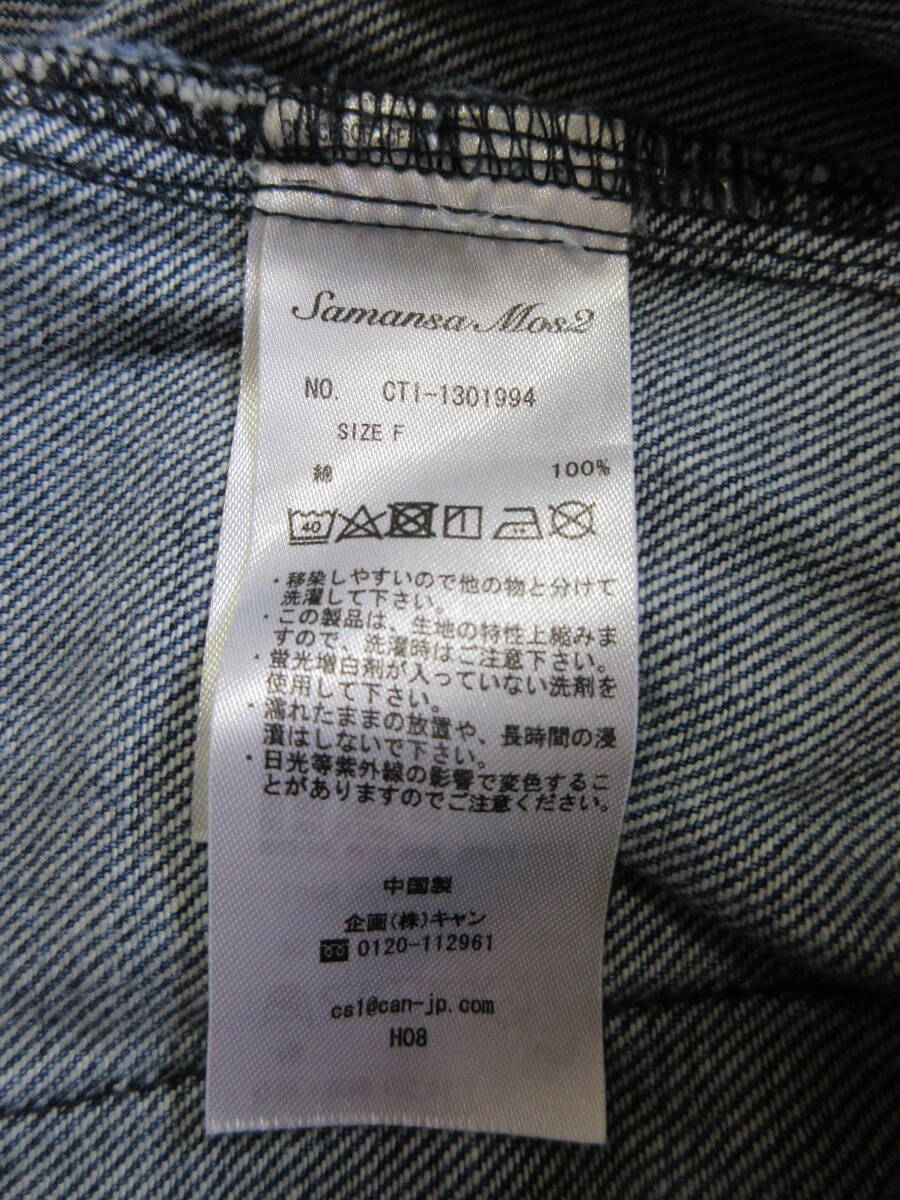 Samansa Mos2
NO. CTI-1301994
SIZE F
綿 100%
40
・移染しやすいので他の物と分けて
洗濯して下さい。
・この製品は、生地の特性上縮みま
すので、洗濯時はご注意下さい。
・蛍光増白剤が入っていない洗剤を
使用して下さい。
・濡れたままの放置や、長時間の浸
漬はしないで下さい。
・日光等紫外線の影響で変色するこ
とがありますのでご注意ください。
中国製
企画(株)キャン
0120-112961
cs1@can-jp.com
H08